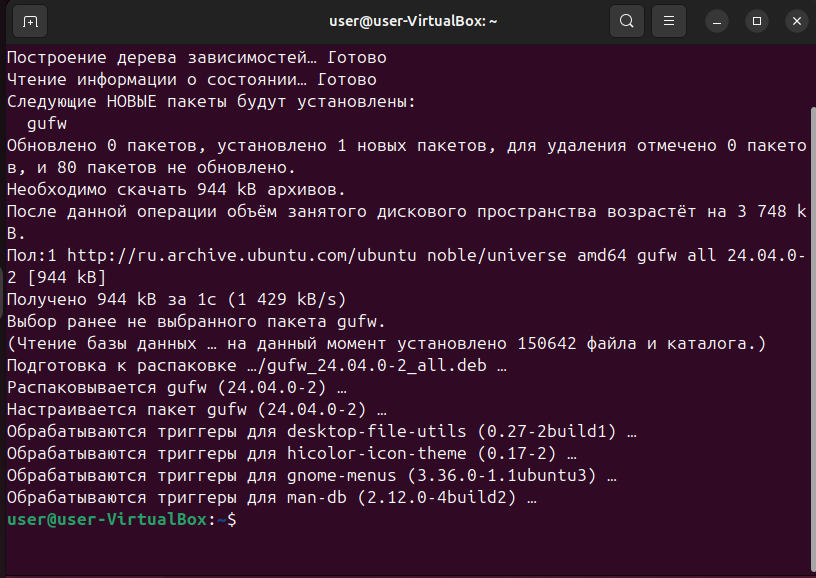 user@user-VirtualBox: ~
Построение дерева зависимостей… Готово
Чтение информации о состоянии… Готово
Следующие НОВЫЕ пакеты будут установлены:
  gufw
Обновлено 0 пакетов, установлено 1 новых пакетов, для удаления отмечено 0 пакето
в, и 80 пакетов не обновлено.
Необходимо скачать 944 kB архивов.
После данной операции объём занятого дискового пространства возрастёт на 3 748 k
B.
Пол:1 http://ru.archive.ubuntu.com/ubuntu noble/universe amd64 gufw all 24.04.0-
2 [944 kB]
Получено 944 kB за 1с (1 429 kB/s)
Выбор ранее не выбранного пакета gufw.
(Чтение базы данных … на данный момент установлено 150642 файла и каталога.)
Подготовка к распаковке …/gufw_24.04.0-2_all.deb …
Распаковывается gufw (24.04.0-2) …
Настраивается пакет gufw (24.04.0-2) …
Обрабатываются триггеры для desktop-file-utils (0.27-2build1) …
Обрабатываются триггеры для hicolor-icon-theme (0.17-2) …
Обрабатываются триггеры для gnome-menus (3.36.0-1.1ubuntu3) …
Обрабатываются триггеры для man-db (2.12.0-4build2) …
user@user-VirtualBox:~$